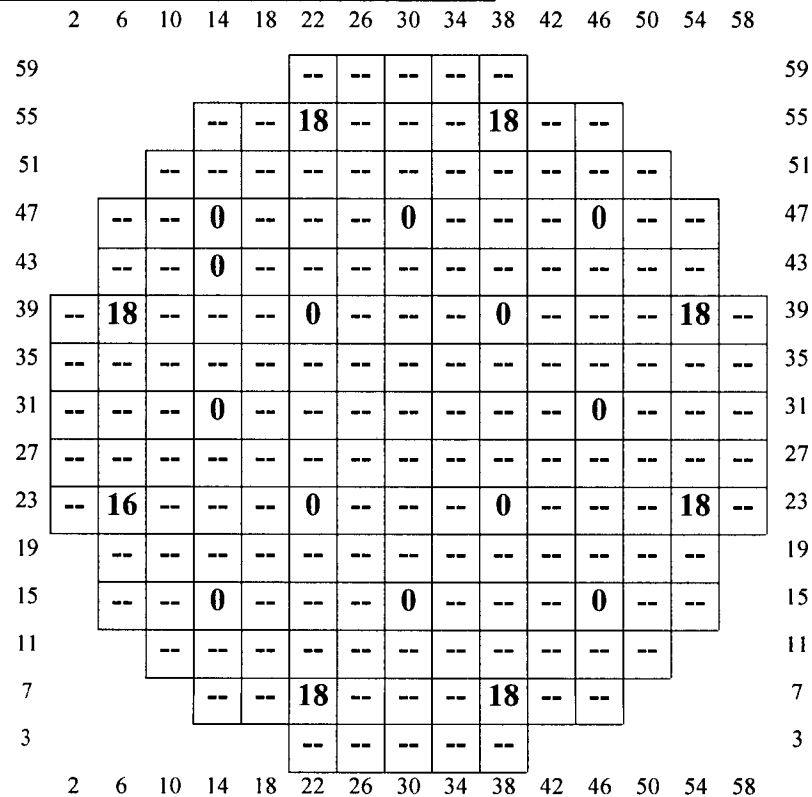 2 6 10 14 18 22 26 30 34 38 42 46 50 54 58
59 -- -- -- -- -- 59
55 -- -- 18 -- -- -- 18 -- -- 55
51 -- -- -- -- -- -- -- -- -- -- -- 51
47 -- -- 0 -- -- -- 0 -- -- -- 0 -- -- 47
43 -- -- 0 -- -- -- -- -- -- -- -- -- -- 43
39 -- 18 -- -- -- 0 -- -- -- 0 -- -- -- 18 -- 39
35 -- -- -- -- -- -- -- -- -- -- -- -- -- -- -- 35
31 -- -- -- 0 -- -- -- -- -- -- -- 0 -- -- -- 31
27 -- -- -- -- -- -- -- -- -- -- -- -- -- -- -- 27
23 -- 16 -- -- -- 0 -- -- -- 0 -- -- -- 18 -- 23
19 -- -- -- -- -- -- -- -- -- -- -- -- -- 19
15 -- -- 0 -- -- -- 0 -- -- -- 0 -- -- 15
11 -- -- -- -- -- -- -- -- -- -- -- 11
7 -- -- 18 -- -- -- 18 -- -- 7
3 -- -- -- -- -- 3
2 6 10 14 18 22 26 30 34 38 42 46 50 54 58